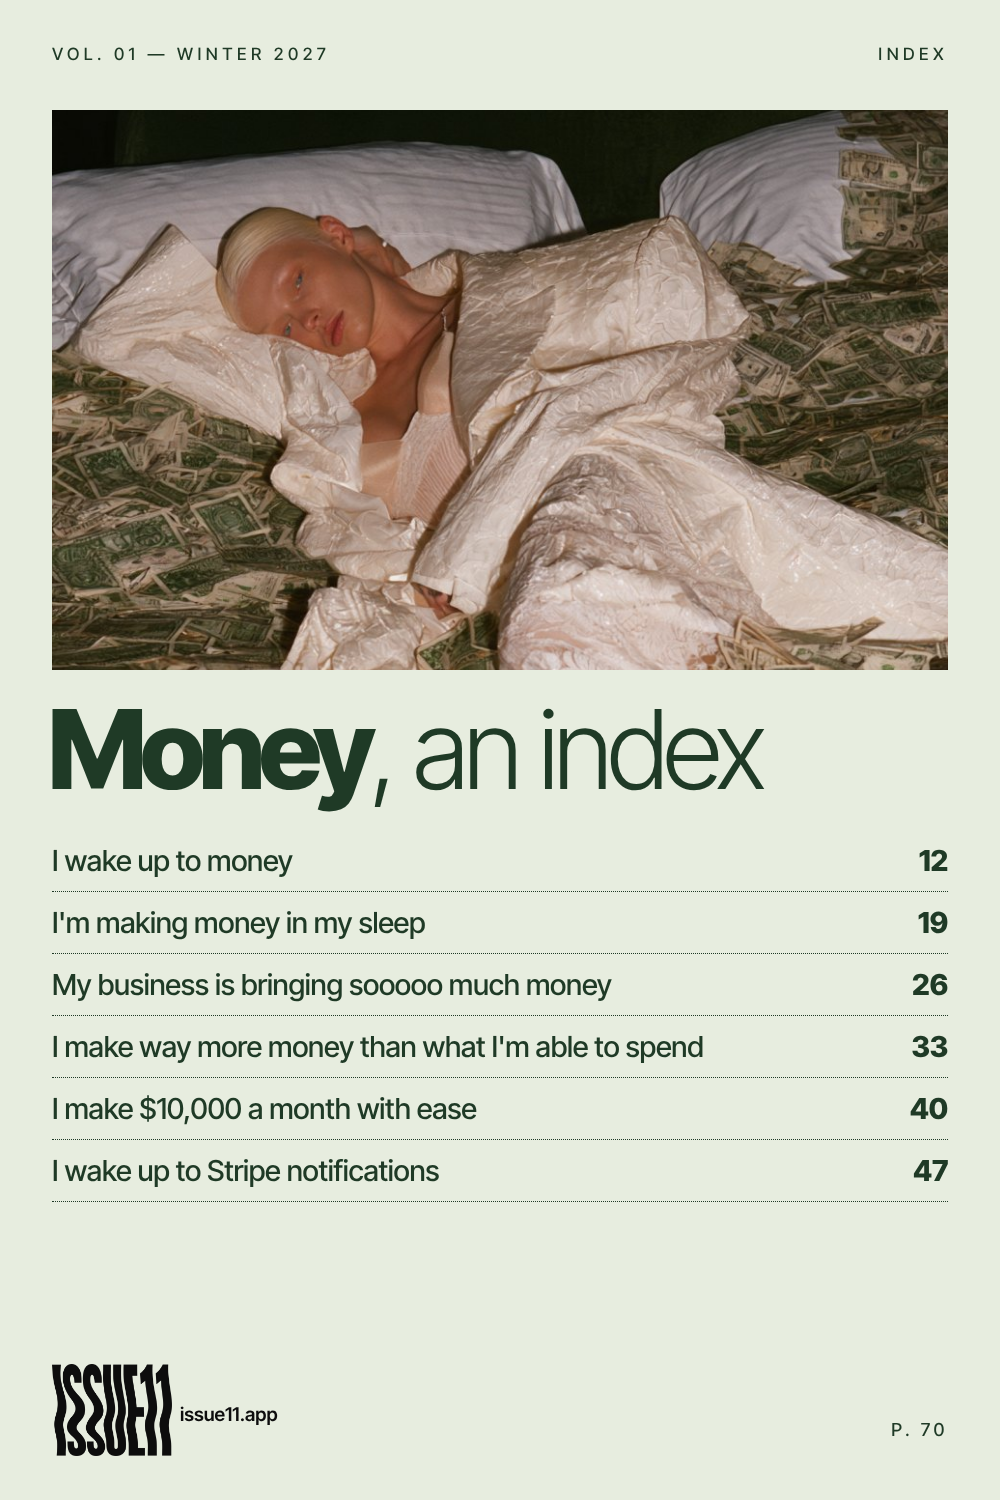 VOL. 01 — WINTER 2027
INDEX
Money, an index
I wake up to money 12
I'm making money in my sleep 19
My business is bringing sooooo much money 26
I make way more money than what I'm able to spend 33
I make $10,000 a month with ease 40
I wake up to Stripe notifications 47
ISSUE11
issue11.app
P. 70